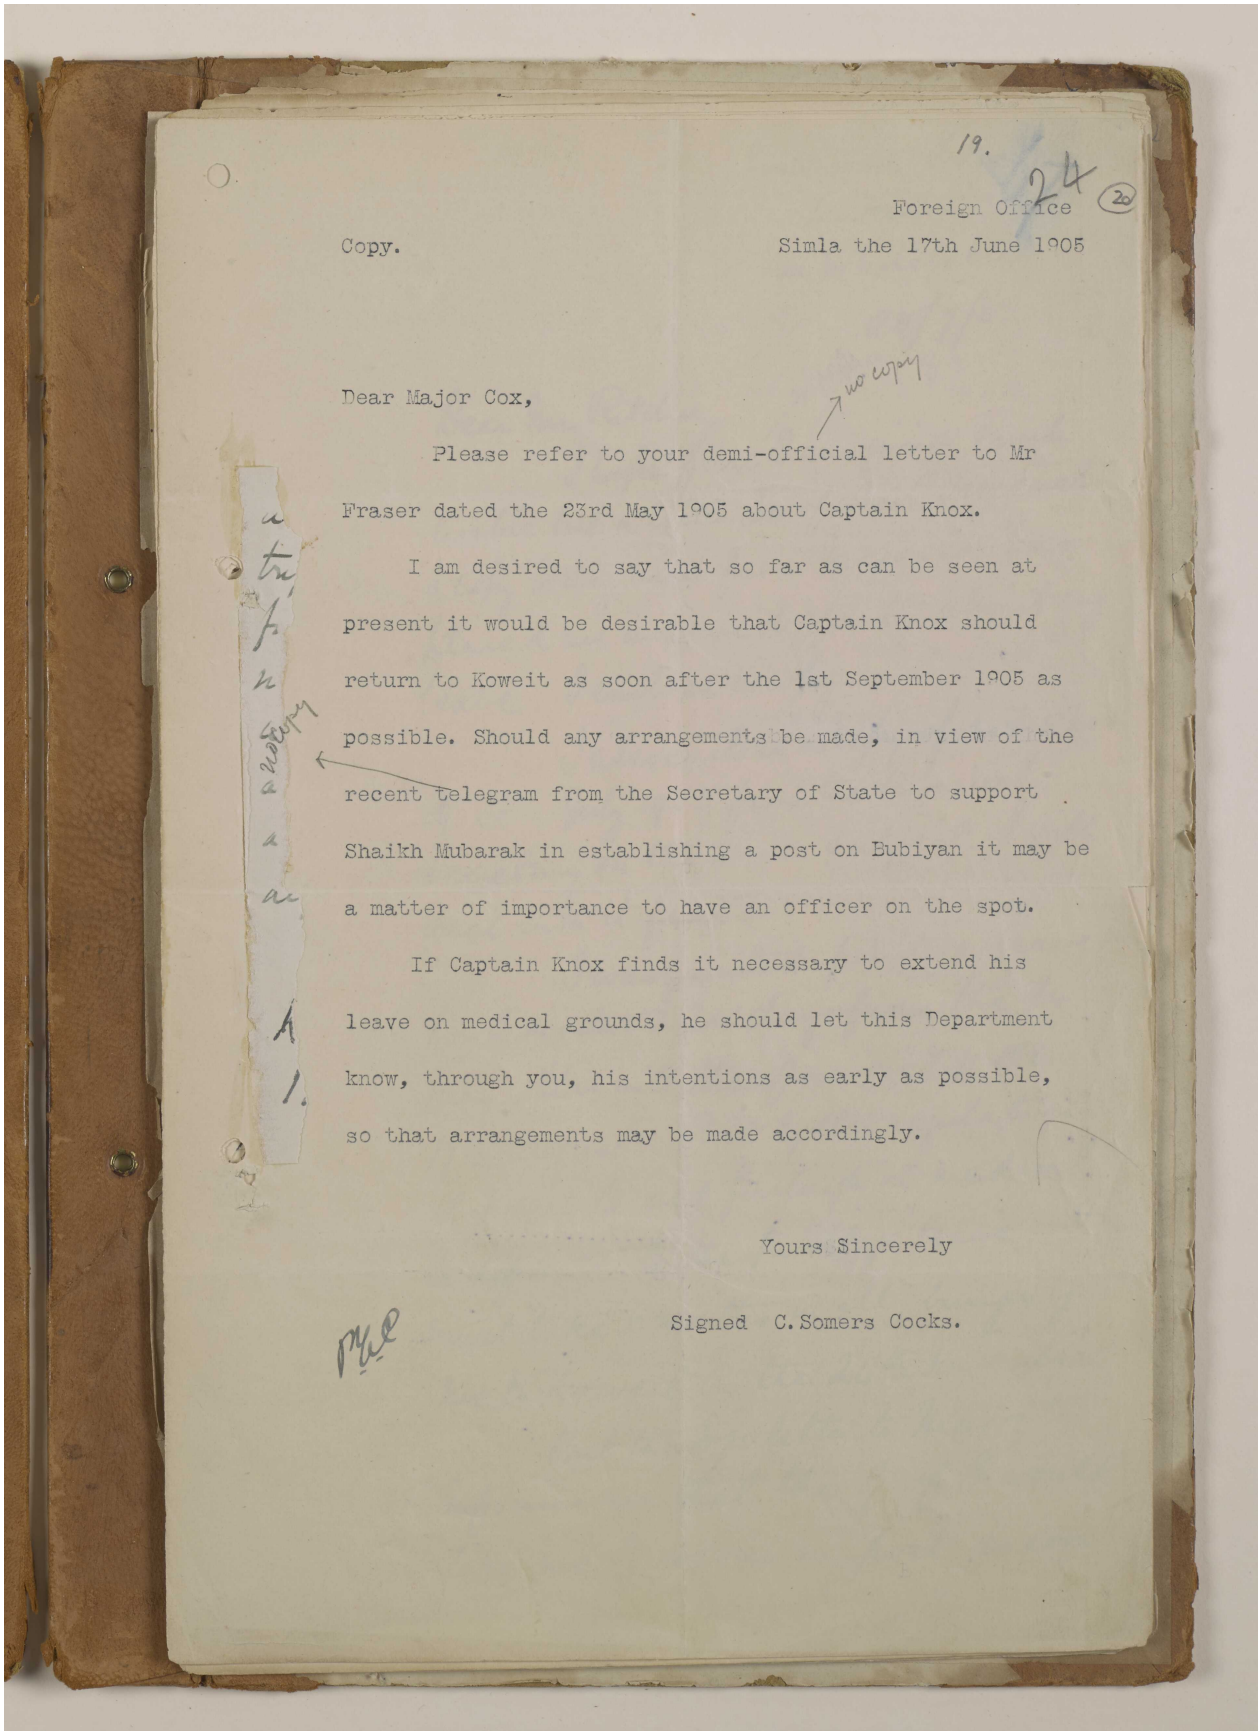 19.
24
20
Foreign Office
Copy.
Simla the 17th June 1905
no copy
Dear Major Cox,
Please refer to your demi-official letter to Mr
Fraser dated the 23rd May 1905 about Captain Knox.
I am desired to say that so far as can be seen at
present it would be desirable that Captain Knox should
return to Koweit as soon after the 1st September 1905 as
possible. Should any arrangements be made, in view of the
no copy
recent telegram from the Secretary of State to support
Shaikh Mubarak in establishing a post on Bubiyan it may be
a matter of importance to have an officer on the spot.
If Captain Knox finds it necessary to extend his
leave on medical grounds, he should let this Department
know, through you, his intentions as early as possible,
so that arrangements may be made accordingly.
Yours Sincerely
Signed C. Somers Cocks.